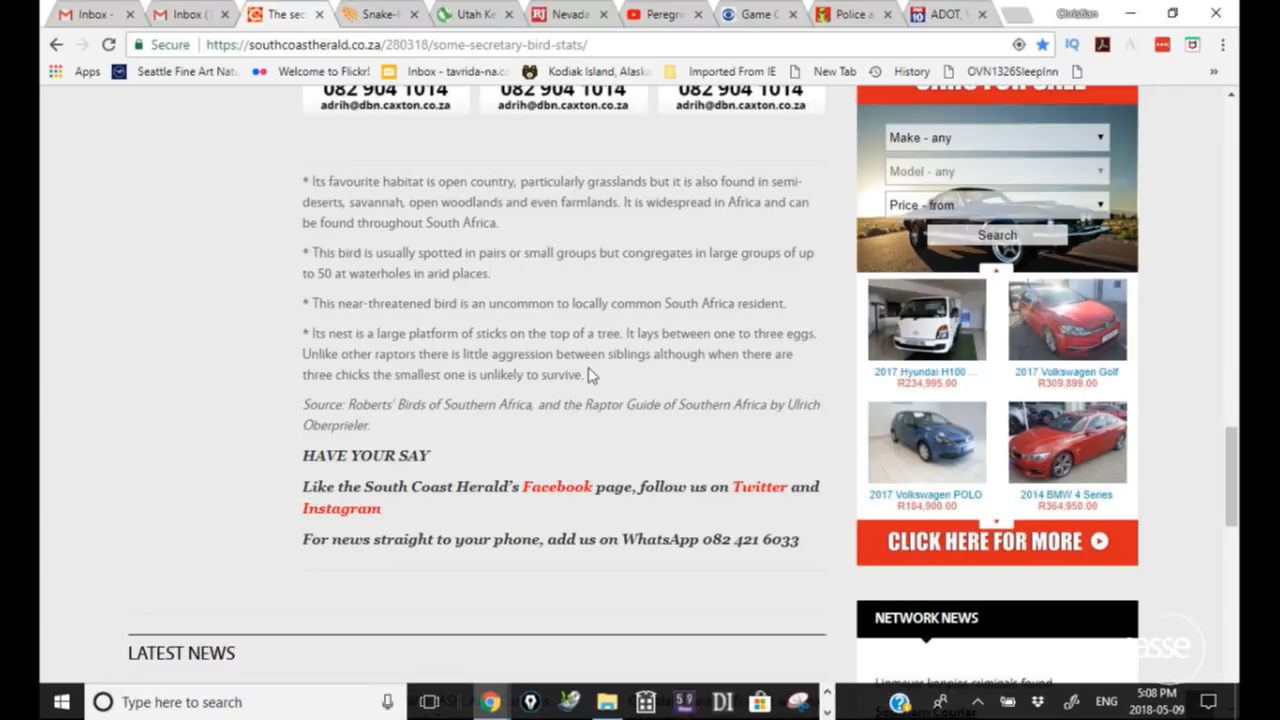 Inbox -
Inbox (
The sec
Snake-
Utah Ke
Nevada
Peregri
Game C
Police a
ADOT,
Christian
Secure
https://southcoastherald.co.za/280318/some-secretary-bird-stats/
Apps
Seattle Fine Art Natu
Welcome to Flickr!
Inbox - tavrida-na.co
Kodiak Island, Alaska
Imported From IE
New Tab
History
OVN1326SleepInn
»
082 904 1014
adrih@dbn.caxton.co.za
082 904 1014
adrih@dbn.caxton.co.za
082 904 1014
adrih@dbn.caxton.co.za
* Its favourite habitat is open country, particularly grasslands but it is also found in semi-
deserts, savannah, open woodlands and even farmlands. It is widespread in Africa and can
be found throughout South Africa.
* This bird is usually spotted in pairs or small groups but congregates in large groups of up
to 50 at waterholes in arid places.
* This near-threatened bird is an uncommon to locally common South Africa resident.
* Its nest is a large platform of sticks on the top of a tree. It lays between one to three eggs.
Unlike other raptors there is little aggression between siblings although when there are
three chicks the smallest one is unlikely to survive.
Source: Roberts' Birds of Southern Africa, and the Raptor Guide of Southern Africa by Ulrich
Oberprieler.
HAVE YOUR SAY
Like the South Coast Herald's Facebook page, follow us on Twitter and
Instagram
For news straight to your phone, add us on WhatsApp 082 421 6033
LATEST NEWS
Make - any
Model - any
Price - from
Search
2017 Hyundai H100 ...
R234,995.00
2017 Volkswagen Golf
R309,899.00
2017 Volkswagen POLO
R184,900.00
2014 BMW 4 Series
R364,950.00
CLICK HERE FOR MORE
NETWORK NEWS
asse
Type here to search
59
DI
ENG
5:08 PM
2018-05-09